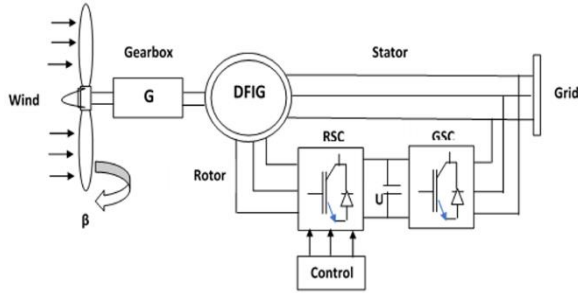 Gearbox
Stator
Wind
G
DFIG
Grid
RSC
GSC
Rotor
U
β
Control